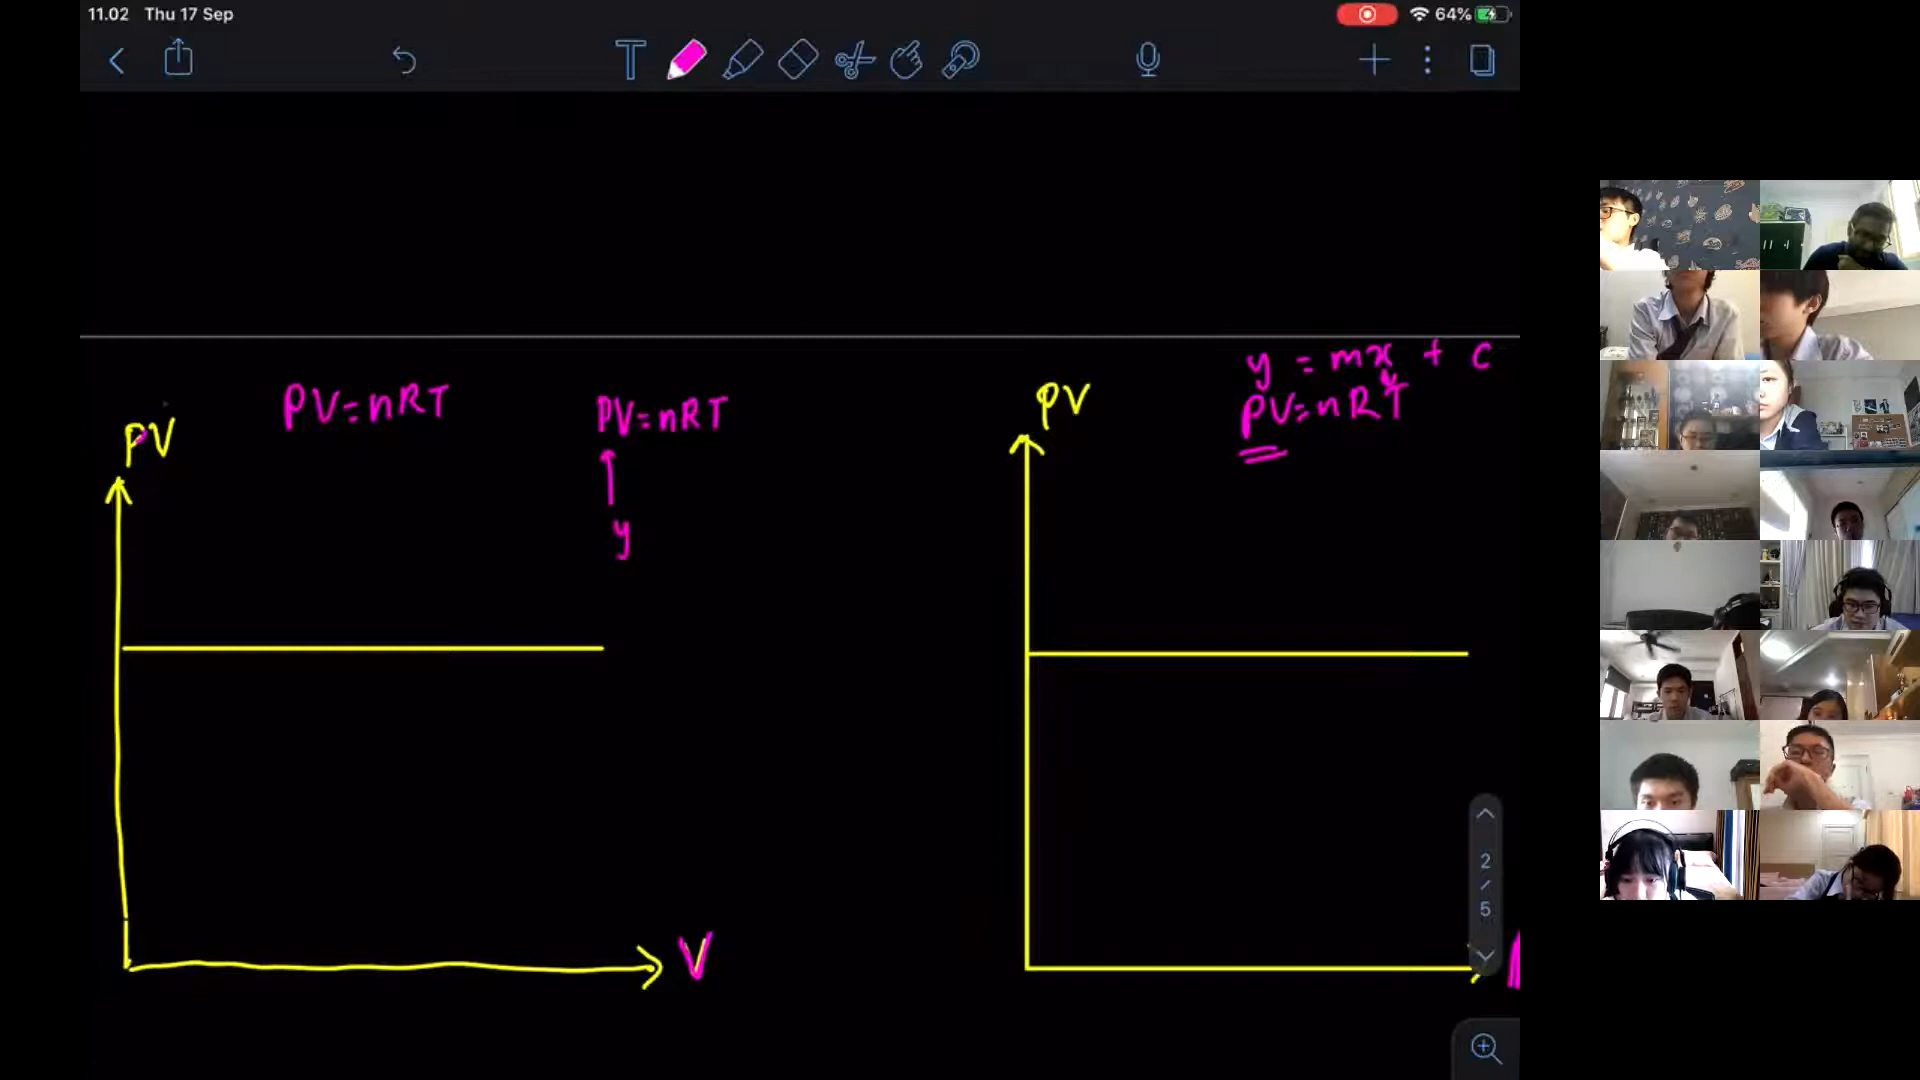 11.02 Thu 17 Sep
64%
T
y = mx + c
PV PV=nRT PV=nRT PV PV=nRT
y
V
2
/
5